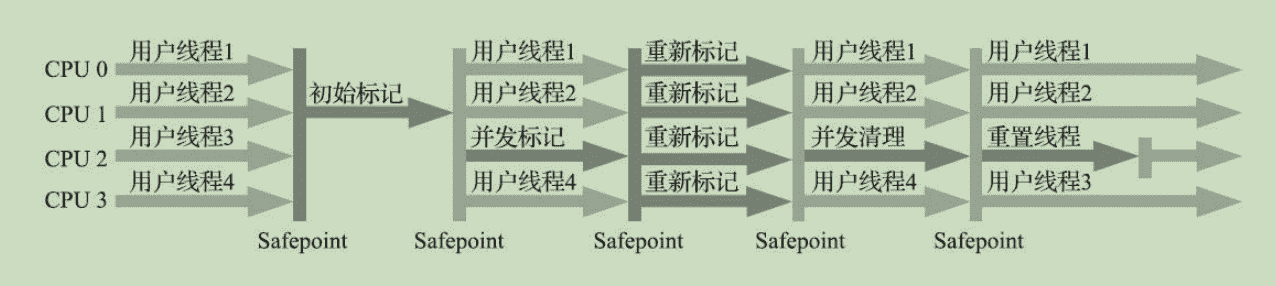 用户线程1 用户线程1 重新标记 用户线程1 用户线程1
CPU 0
用户线程2 初始标记 用户线程2 重新标记 用户线程2 用户线程2
CPU 1
用户线程3 并发标记 重新标记 并发清理 重置线程
CPU 2
用户线程4 用户线程4 重新标记 用户线程4 用户线程3
CPU 3
Safepoint Safepoint Safepoint Safepoint Safepoint